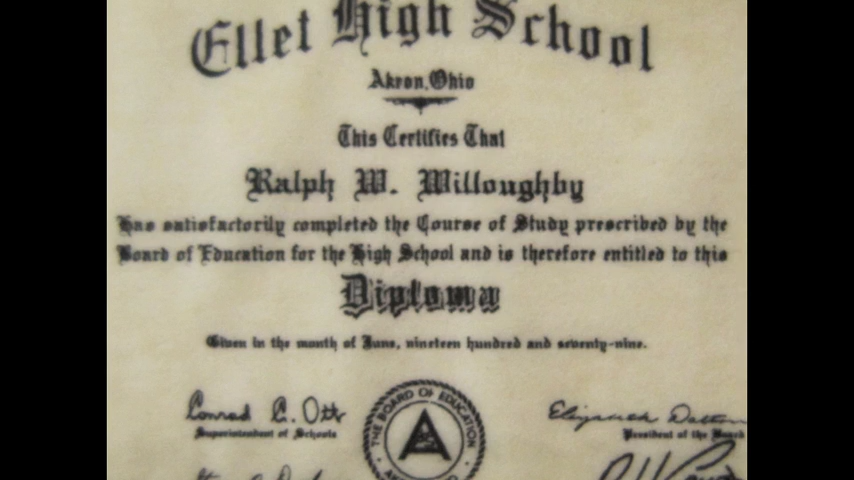 Ellet High School
Akron, Ohio
This Certifies That
Ralph W. Willoughby
Has satisfactorily completed the Course of Study prescribed by the
Board of Education for the High School and is therefore entitled to this
Diploma
Given in the month of June, nineteen hundred and seventy-nine.
Conrad C. Ott
Superintendent of Schools
THE BOARD OF EDUCATION
A
President of the Board